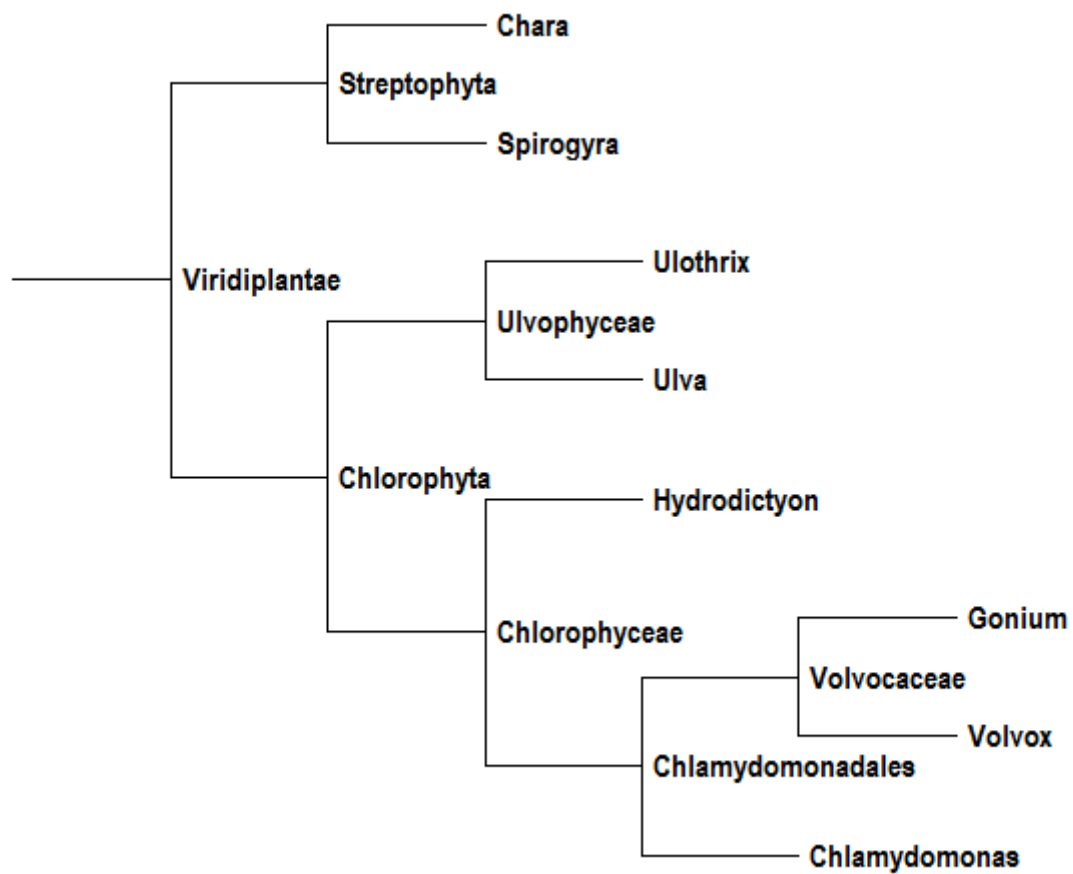 Chara
Streptophyta
Spirogyra
Ulothrix
Viridiplantae
Ulvophyceae
Ulva
Chlorophyta
Hydrodictyon
Gonium
Chlorophyceae
Volvocaceae
Volvox
Chlamydomonadales
Chlamydomonas